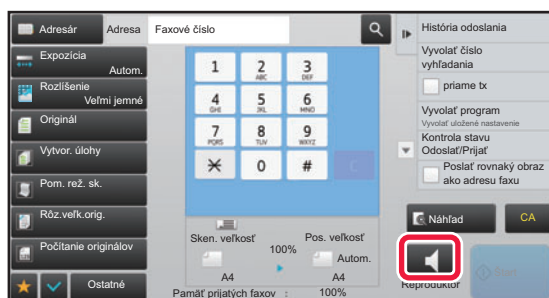 Adresár
Adresa
Faxové číslo
Expozícia
Autom.
Rozlíšenie
Veľmi jemné
Originál
Vytvor. úlohy
Pom. rež. sk.
Rôz.veľk.orig.
Počítanie originálov
Ostatné
1
2
ABC
3
DEF
4
GHI
5
JKL
6
MNO
7
PQRS
8
TUV
9
WXYZ
0
#
C
Sken. veľkosť
100%
Pos. veľkosť
A4
Autom.
A4
Pamäť prijatých faxov : 100%
História odoslania
Vyvolať číslo
vyhľadania
priame tx
Vyvolať program
Vyvolať uložené nastavenie
Kontrola stavu
Odoslať/Prijať
Poslať rovnaký obraz
ako adresu faxu
Náhľad
CA
Reproduktor
Start